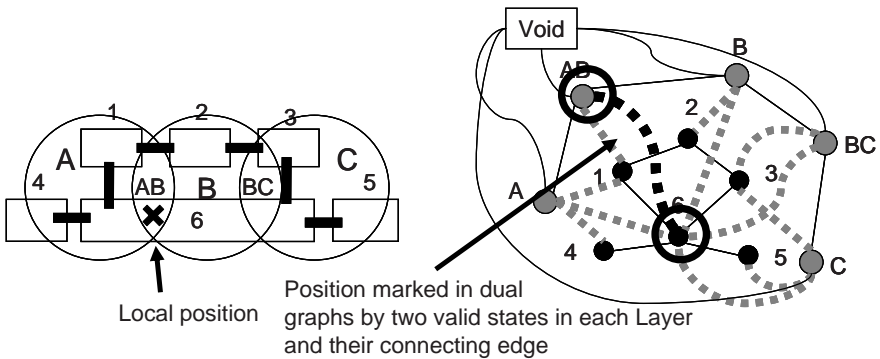 Void
B
AB
1 2 3
2
A C
BC
4 AB B BC 5
1 3
6
A
6
4 5
C
Local position
Position marked in dual
graphs by two valid states in each Layer
and their connecting edge